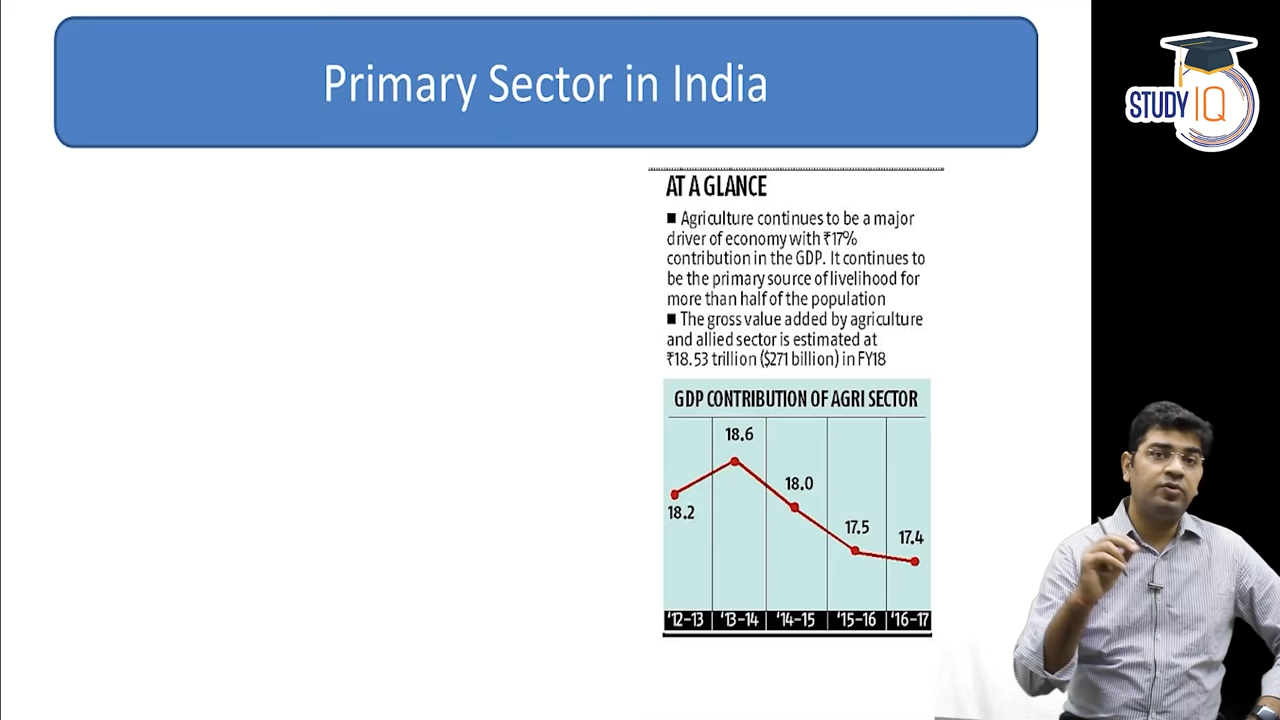 Primary Sector in India
STUDY IQ
AT A GLANCE
■ Agriculture continues to be a major
driver of economy with ₹17%
contribution in the GDP. It continues to
be the primary source of livelihood for
more than half of the population
■ The gross value added by agriculture
and allied sector is estimated at
₹18.53 trillion ($271 billion) in FY18
GDP CONTRIBUTION OF AGRI SECTOR
18.6
18.0
18.2
17.5
17.4
'12-13 '13-14 '14-15 '15-16 '16-17